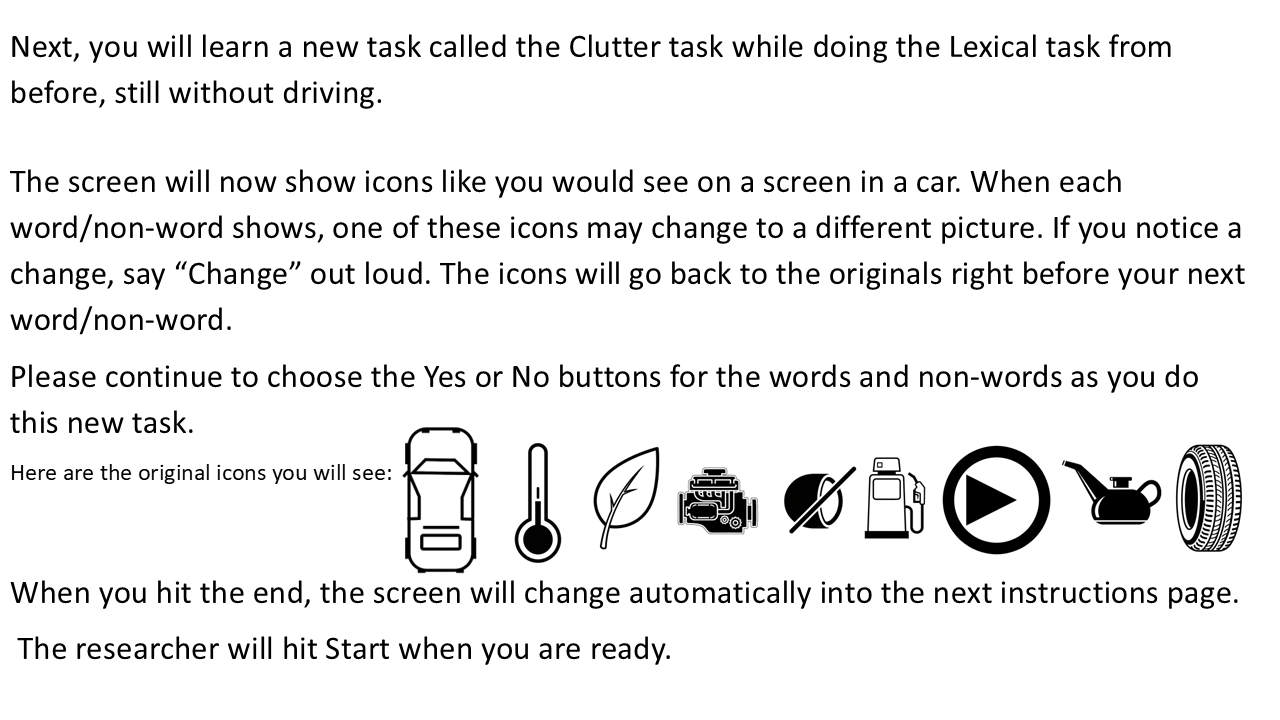 Next, you will learn a new task called the Clutter task while doing the Lexical task from
before, still without driving.
The screen will now show icons like you would see on a screen in a car. When each
word/non-word shows, one of these icons may change to a different picture. If you notice a
change, say “Change” out loud. The icons will go back to the originals right before your next
word/non-word.
Please continue to choose the Yes or No buttons for the words and non-words as you do
this new task.
Here are the original icons you will see:
When you hit the end, the screen will change automatically into the next instructions page.
The researcher will hit Start when you are ready.